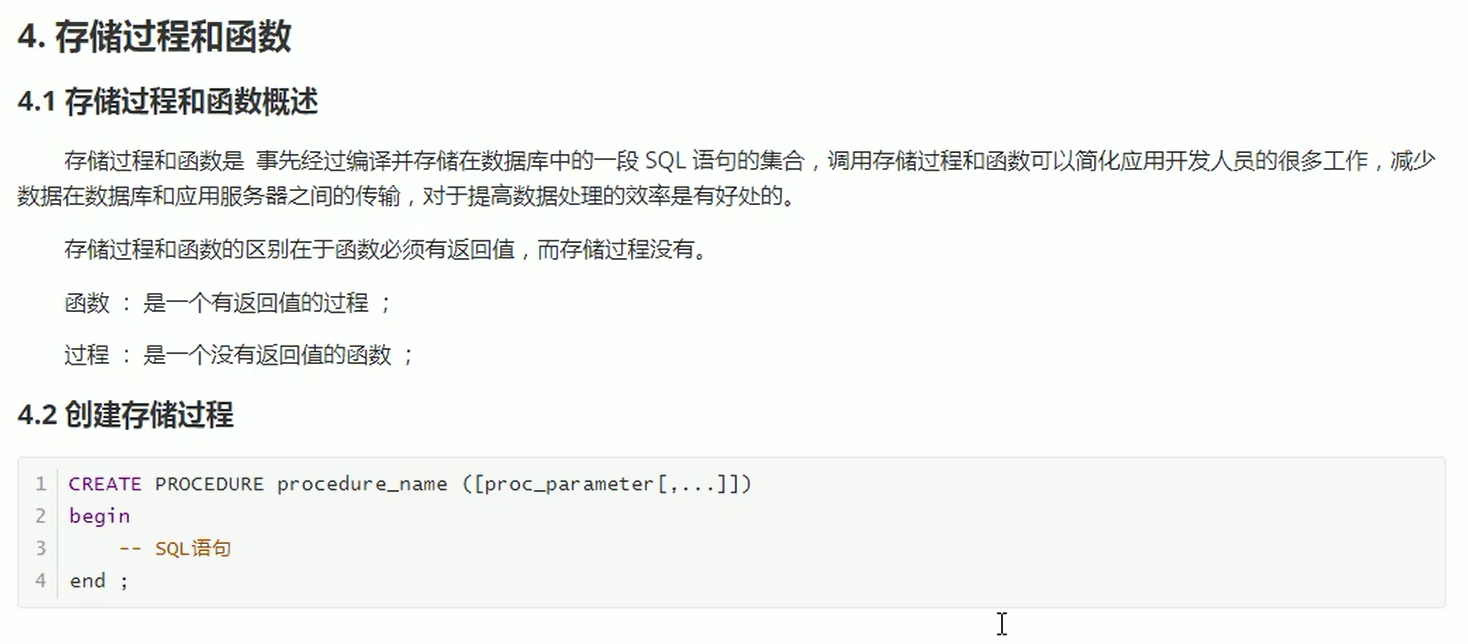 4. 存储过程和函数
4.1 存储过程和函数概述
存储过程和函数是 事先经过编译并存储在数据库中的一段 SQL 语句的集合，调用存储过程和函数可以简化应用开发人员的很多工作，减少
数据在数据库和应用服务器之间的传输，对于提高数据处理的效率是有好处的。
存储过程和函数的区别在于函数必须有返回值，而存储过程没有。
函数 ： 是一个有返回值的过程 ；
过程 ： 是一个没有返回值的函数 ；
4.2 创建存储过程
1 CREATE PROCEDURE procedure_name ([proc_parameter[,...]])
2 begin
3 -- SQL语句
4 end ;